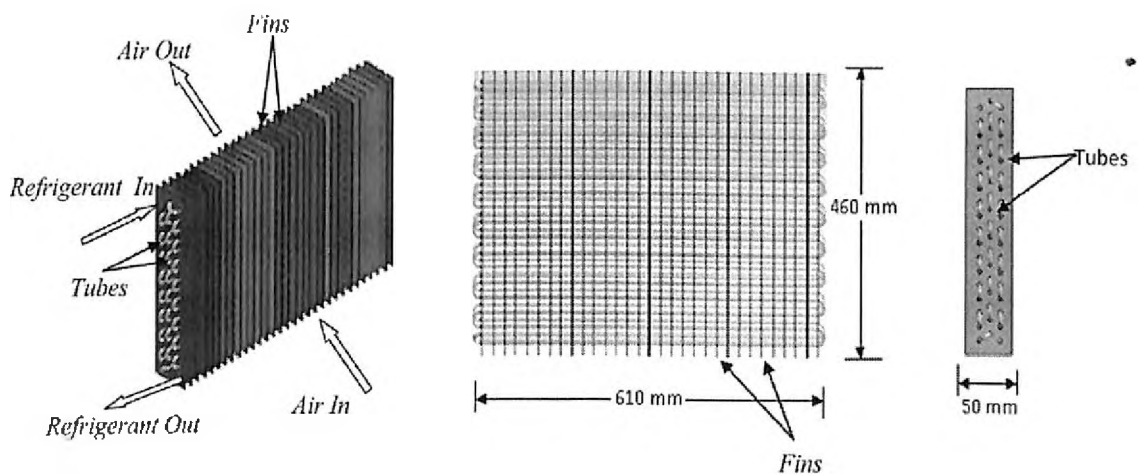 Fins
Air Out
Refrigerant In
Tubes
Refrigerant Out
Air In
460 mm
610 mm
Fins
Tubes
50 mm